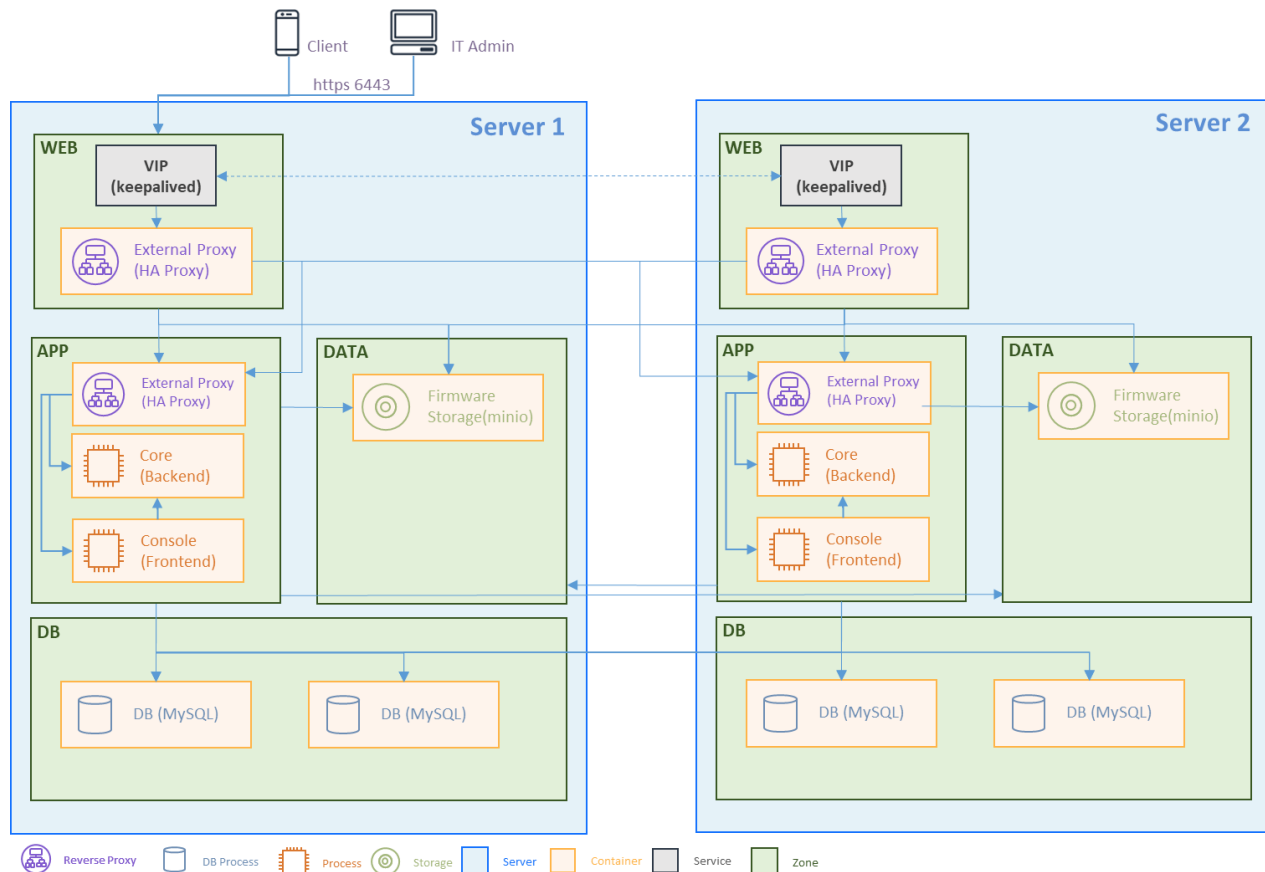 Client
IT Admin
https 6443
Server 1
WEB
VIP
(keepalived)
External Proxy
(HA Proxy)
APP
External Proxy
(HA Proxy)
Core
(Backend)
Console
(Frontend)
DATA
Firmware
Storage(minio)
DB
DB (MySQL)
DB (MySQL)
Server 2
WEB
VIP
(keepalived)
External Proxy
(HA Proxy)
APP
External Proxy
(HA Proxy)
Core
(Backend)
Console
(Frontend)
DATA
Firmware
Storage(minio)
DB
DB (MySQL)
DB (MySQL)
Reverse Proxy
DB Process
Process
Storage
Server
Container
Service
Zone